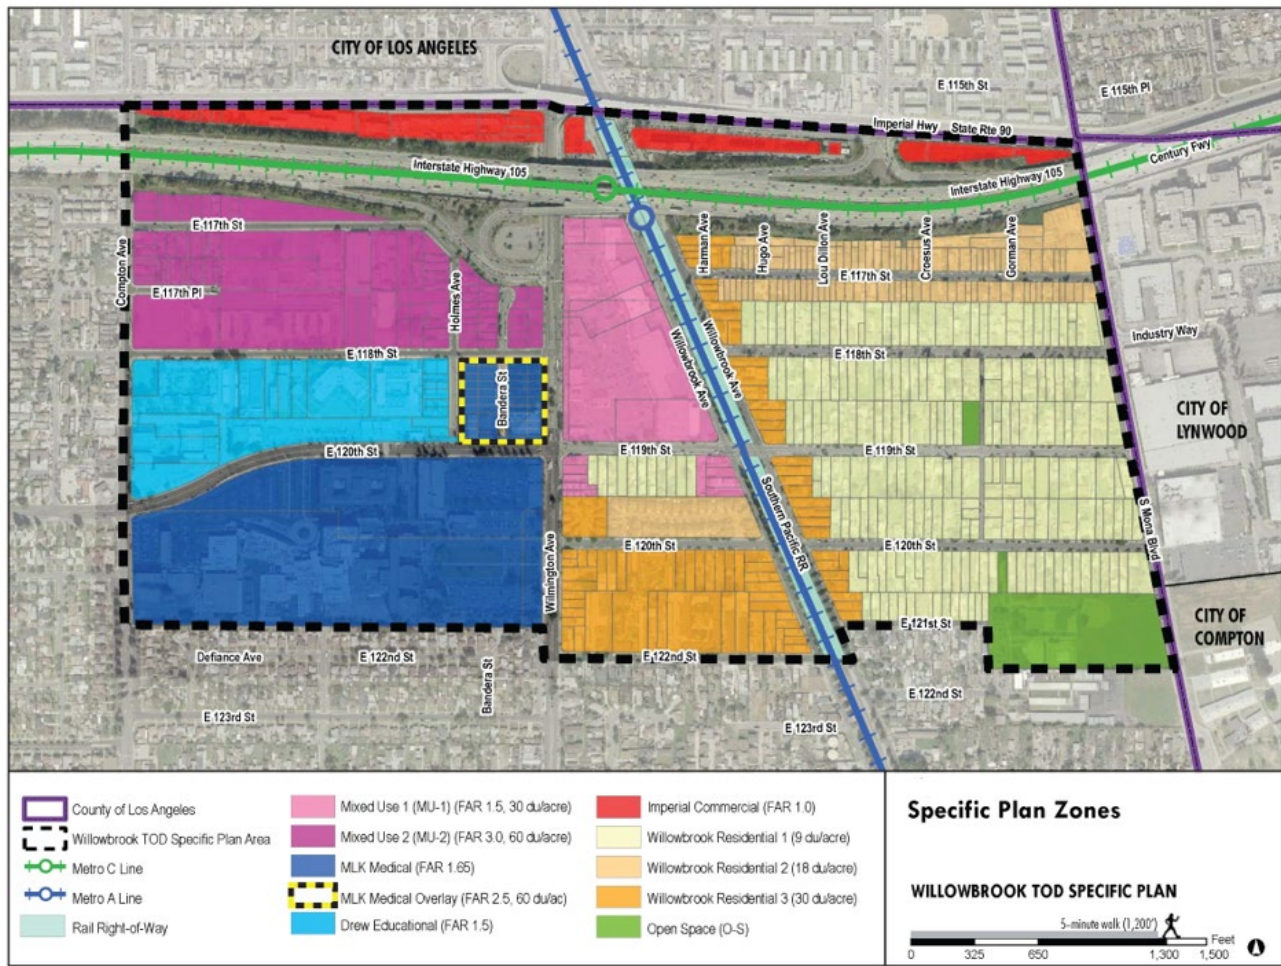 CITY OF LOS ANGELES
E 115th St
E 115th Pl
Imperial Hwy State Rte 90
Century Fwy
Interstate Highway 105
Interstate Highway 105
E 117th St
Compton Ave
E 117th Pl
Holmes Ave
Harman Ave
Hugo Ave
Lou Dillon Ave
Croesus Ave
Gorman Ave
E 117th St
Industry Way
E 118th St
Willowbrook Ave
Willowbrook Ave
E 118th St
Bandera St
CITY OF
LYNWOOD
E 120th St
E 119th St
E 119th St
Southern Pacific RR
S Mona Blvd
Wilmington Ave
E 120th St
E 120th St
CITY OF
COMPTON
E 121st St
Defiance Ave
E 122nd St
E 122nd St
Bandera St
E 122nd St
E 123rd St
E 123rd St
County of Los Angeles
Willowbrook TOD Specific Plan Area
Metro C Line
Metro A Line
Rail Right-of-Way
Mixed Use 1 (MU-1) (FAR 1.5, 30 du/acre)
Mixed Use 2 (MU-2) (FAR 3.0, 60 du/acre)
MLK Medical (FAR 1.65)
MLK Medical Overlay (FAR 2.5, 60 du/ac)
Drew Educational (FAR 1.5)
Imperial Commercial (FAR 1.0)
Willowbrook Residential 1 (9 du/acre)
Willowbrook Residential 2 (18 du/acre)
Willowbrook Residential 3 (30 du/acre)
Open Space (O-S)
Specific Plan Zones
WILLOWBROOK TOD SPECIFIC PLAN
5-minute walk (1,200')
Feet
0 325 650 1,300 1,500